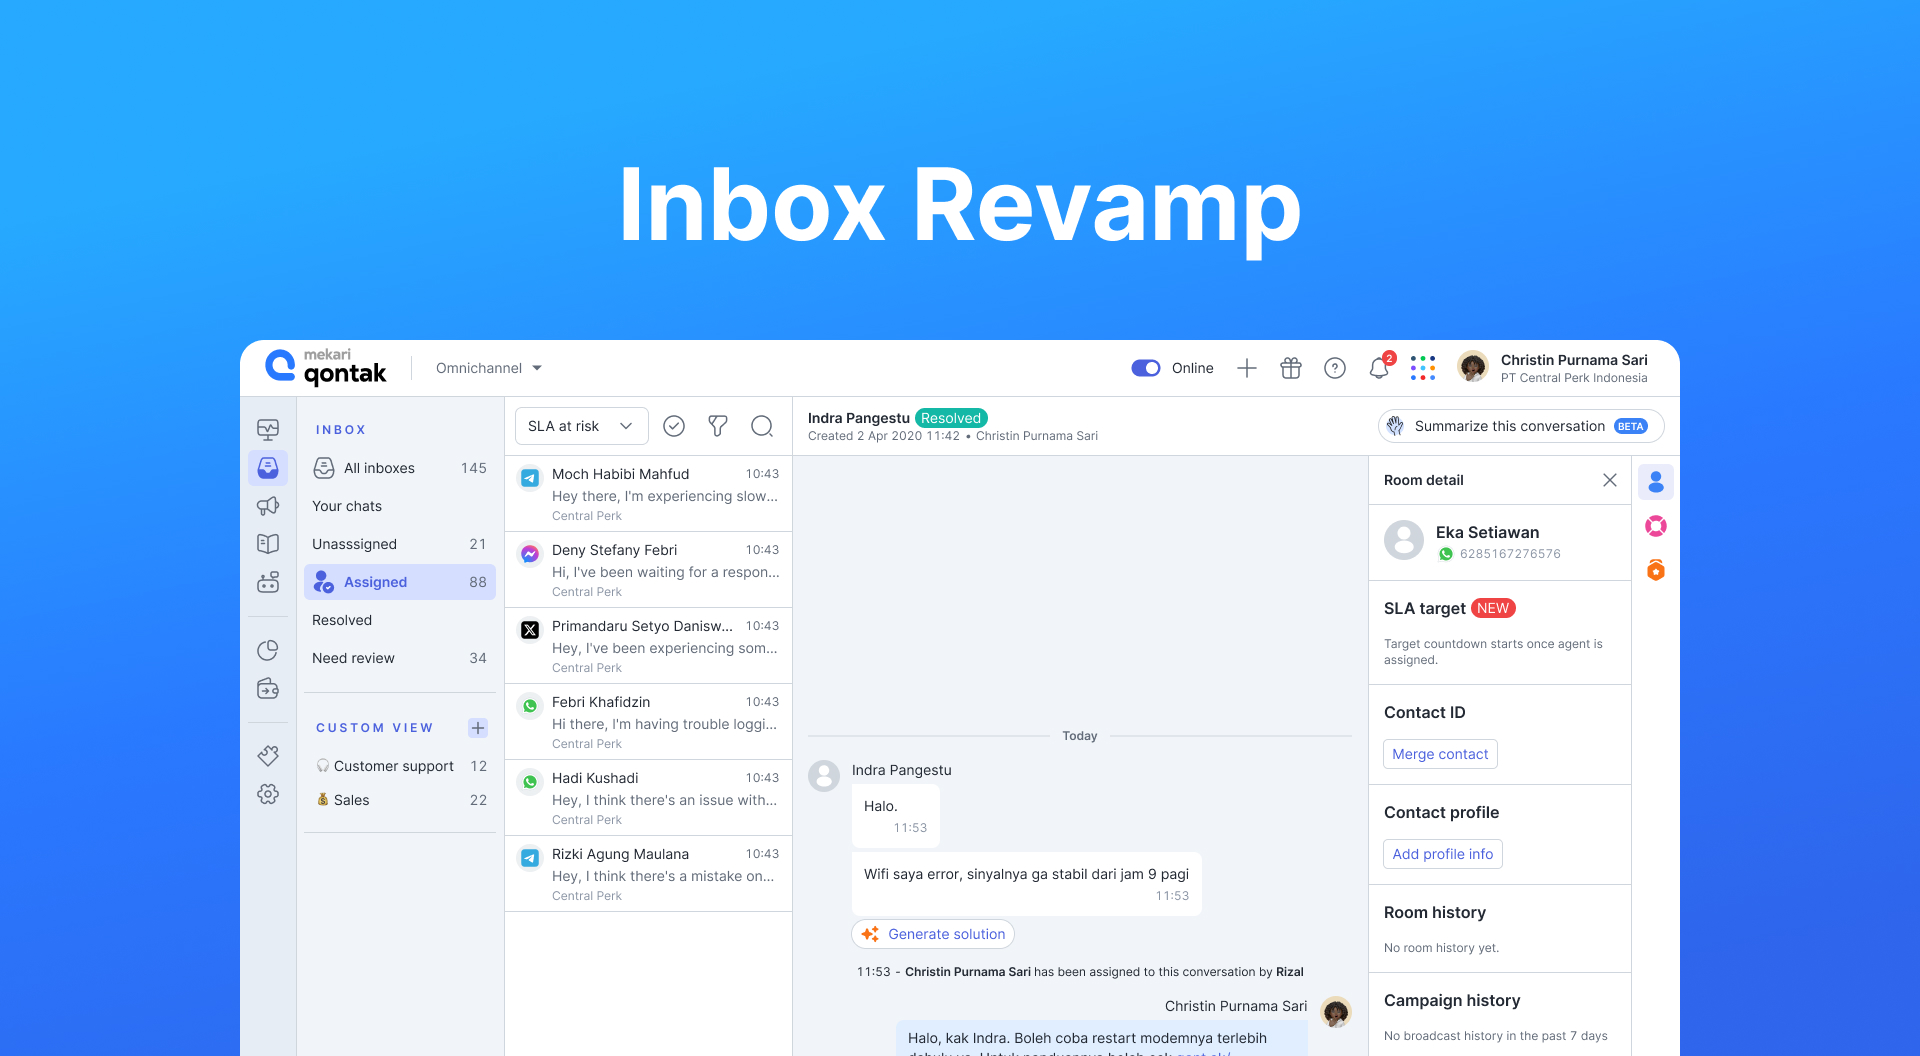 Inbox Revamp
mekari
qontak
Omnichannel
Online
2
Christin Purnama Sari
PT Central Perk Indonesia
INBOX
All inboxes 145
Your chats
Unasssigned 21
Assigned 88
Resolved
Need review 34
CUSTOM VIEW
Customer support 12
Sales 22
SLA at risk
Moch Habibi Mahfud 10:43
Hey there, I'm experiencing slow...
Central Perk
Deny Stefany Febri 10:43
Hi, I've been waiting for a respon...
Central Perk
Primandaru Setyo Danisw... 10:43
Hey, I've been experiencing som...
Central Perk
Febri Khafidzin 10:43
Hi there, I'm having trouble loggi...
Central Perk
Hadi Kushadi 10:43
Hey, I think there's an issue with...
Central Perk
Rizki Agung Maulana 10:43
Hey, I think there's a mistake on...
Central Perk
Indra Pangestu Resolved
Created 2 Apr 2020 11:42 • Christin Purnama Sari
Summarize this conversation BETA
Today
Indra Pangestu
Halo.
11:53
Wifi saya error, sinyalnya ga stabil dari jam 9 pagi
11:53
Generate solution
11:53 - Christin Purnama Sari has been assigned to this conversation by Rizal
Christin Purnama Sari
Halo, kak Indra. Boleh coba restart modemnya terlebih
Room detail
Eka Setiawan
6285167276576
SLA target NEW
Target countdown starts once agent is
assigned.
Contact ID
Merge contact
Contact profile
Add profile info
Room history
No room history yet.
Campaign history
No broadcast history in the past 7 days